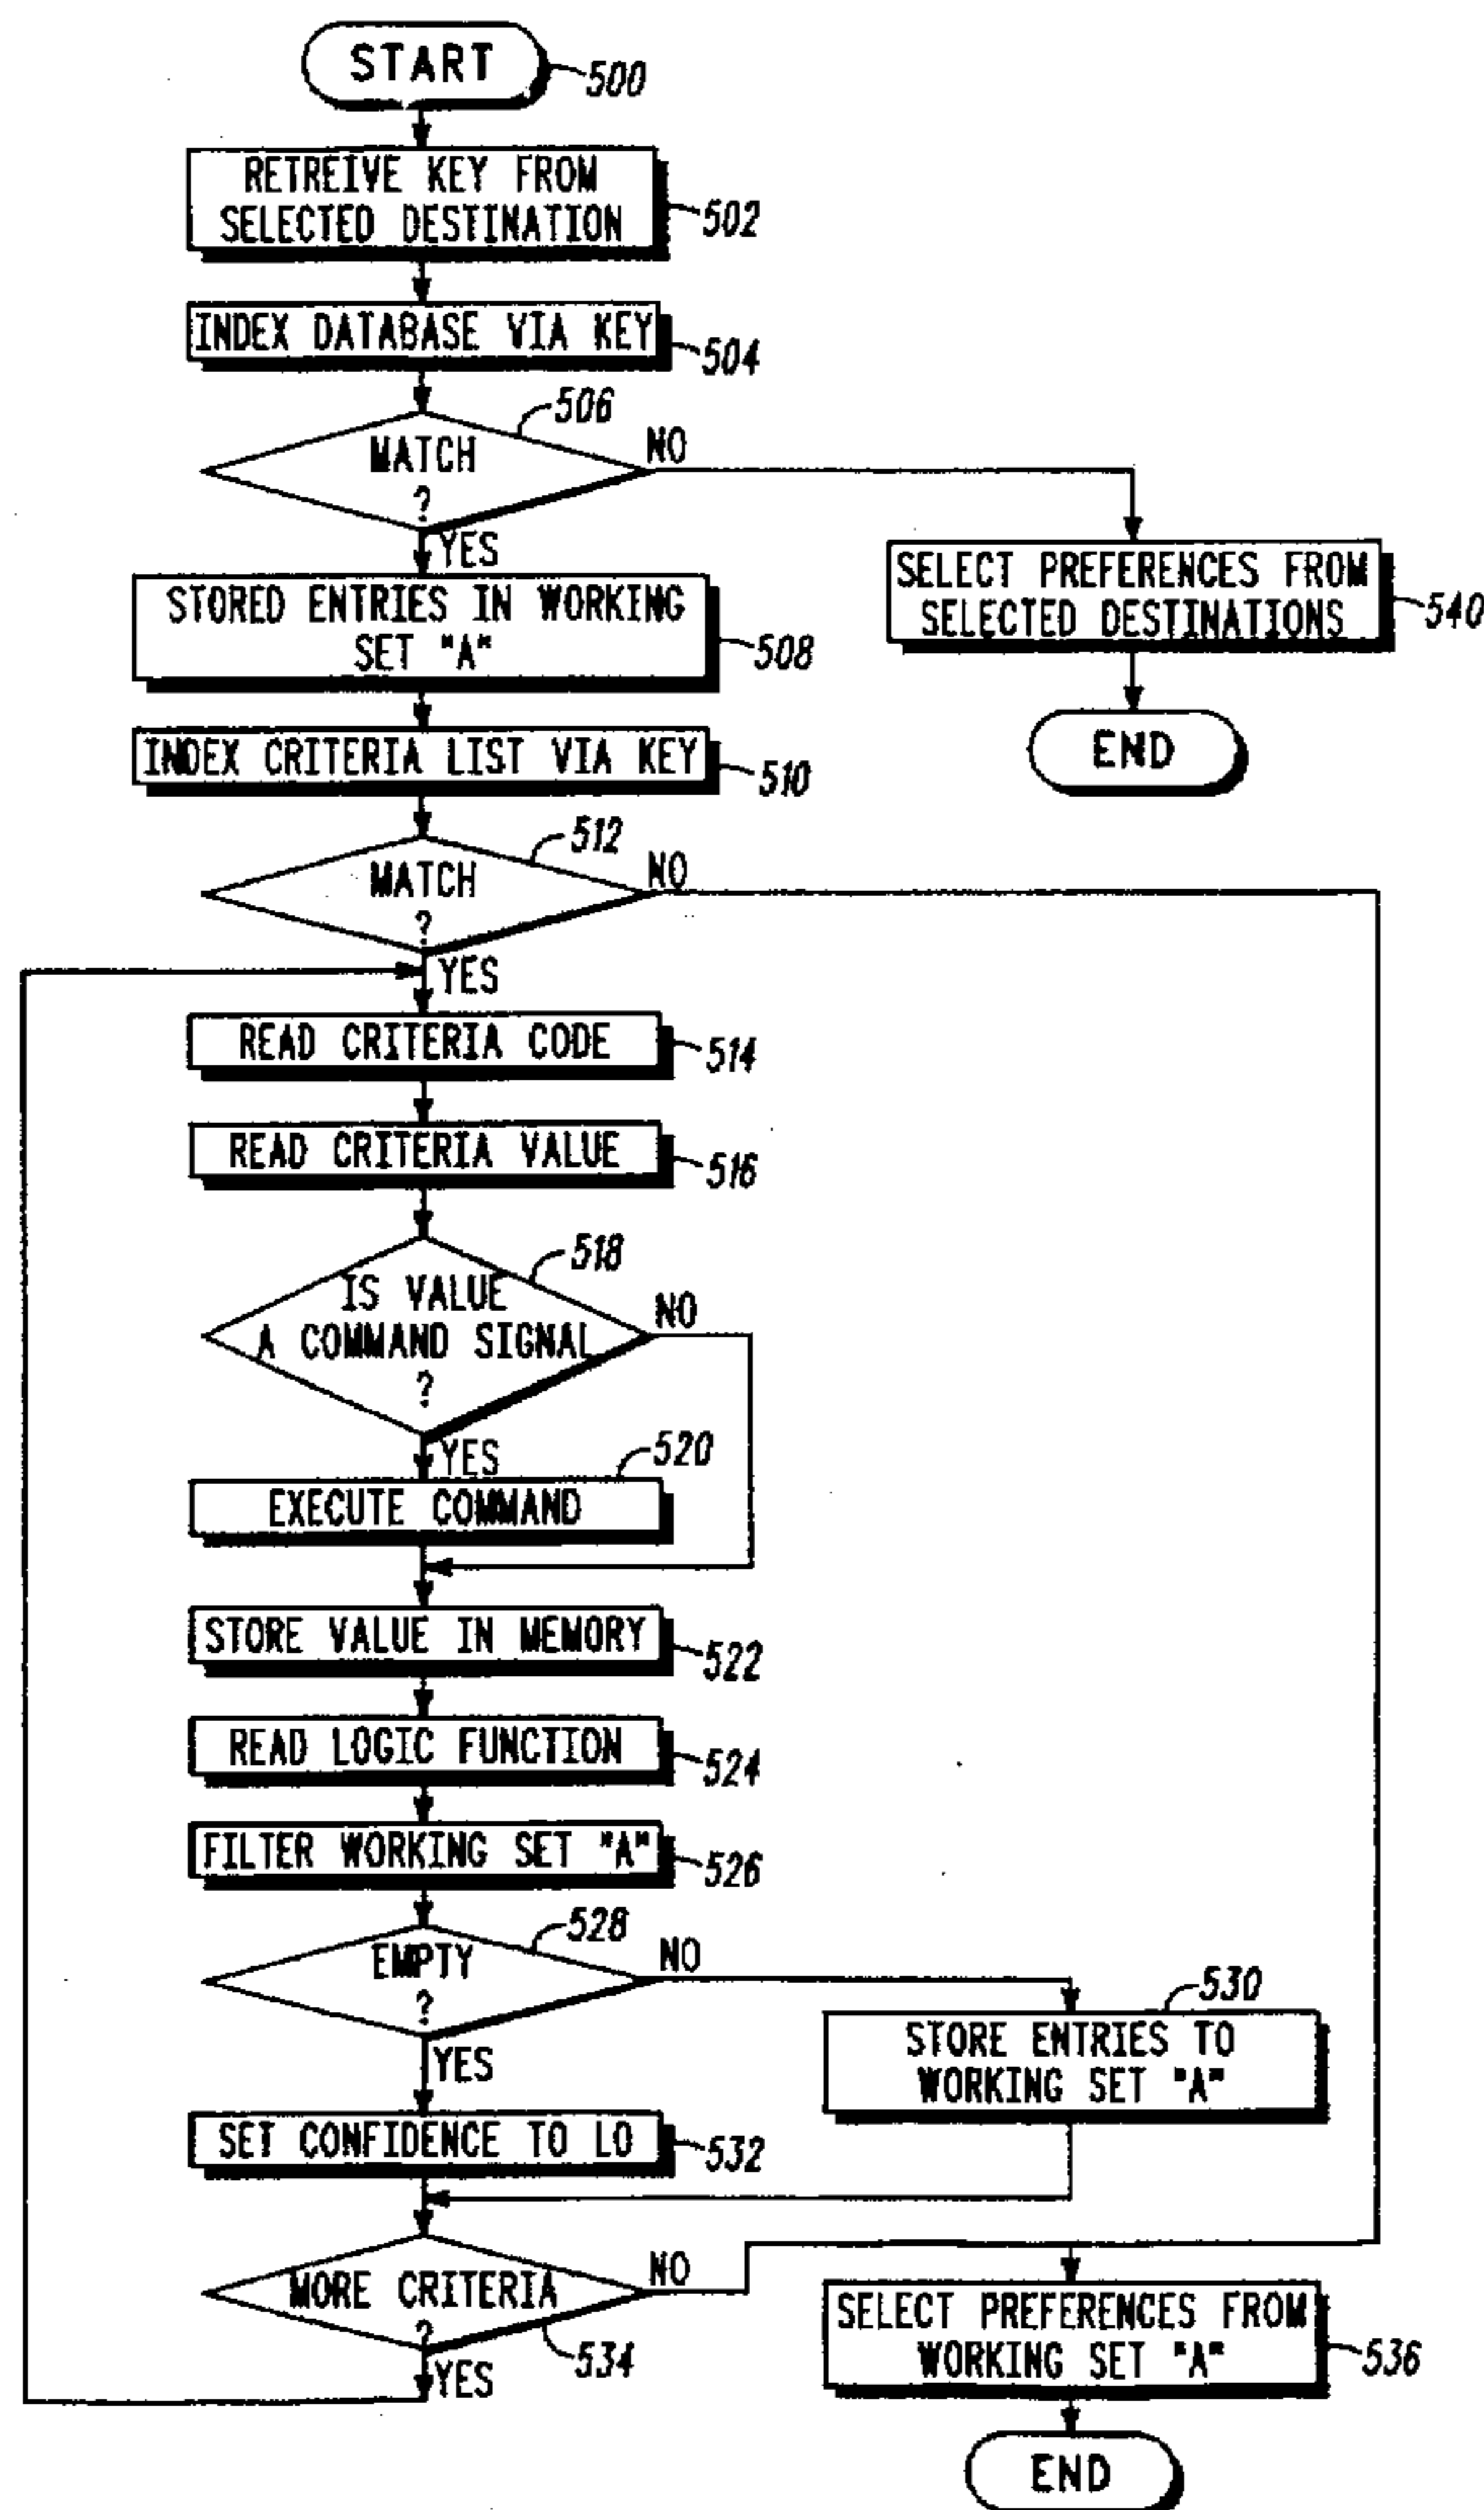 START
500
RETREIVE KEY FROM
SELECTED DESTINATION
502
INDEX DATABASE VIA KEY
504
506
MATCH
?
NO
YES
STORED ENTRIES IN WORKING
SET "A"
508
SELECT PREFERENCES FROM
SELECTED DESTINATIONS
540
END
INDEX CRITERIA LIST VIA KEY
510
512
MATCH
?
NO
YES
READ CRITERIA CODE
514
READ CRITERIA VALUE
516
518
IS VALUE
A COMMAND SIGNAL
?
NO
YES
520
EXECUTE COMMAND
STORE VALUE IN MEMORY
522
READ LOGIC FUNCTION
524
FILTER WORKING SET "A"
526
528
EMPTY
?
NO
YES
530
STORE ENTRIES TO
WORKING SET "A"
SET CONFIDENCE TO LO
532
MORE CRITERIA
?
NO
534
YES
SELECT PREFERENCES FROM
WORKING SET "A"
536
END